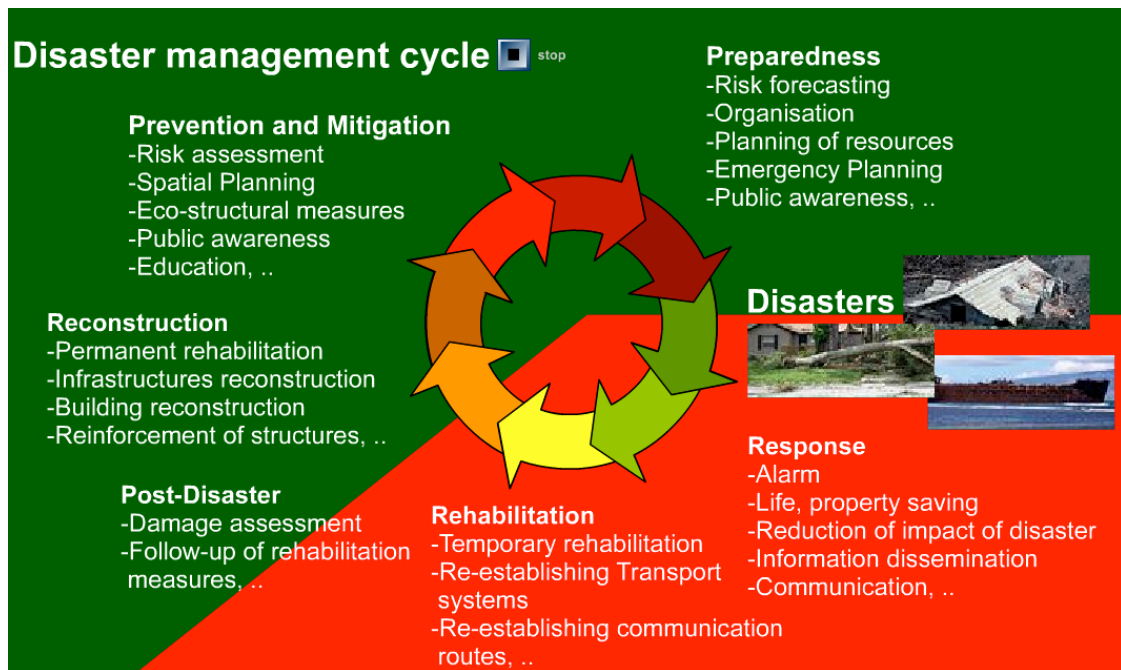 Disaster management cycle
stop
Preparedness
-Risk forecasting
-Organisation
-Planning of resources
-Emergency Planning
-Public awareness, ..
Prevention and Mitigation
-Risk assessment
-Spatial Planning
-Eco-structural measures
-Public awareness
-Education, ..
Disasters
Reconstruction
-Permanent rehabilitation
-Infrastructures reconstruction
-Building reconstruction
-Reinforcement of structures, ..
Response
-Alarm
-Life, property saving
-Reduction of impact of disaster
-Information dissemination
-Communication, ..
Post-Disaster
-Damage assessment
-Follow-up of rehabilitation
measures, ..
Rehabilitation
-Temporary rehabilitation
-Re-establishing Transport
systems
-Re-establishing communication
routes, ..